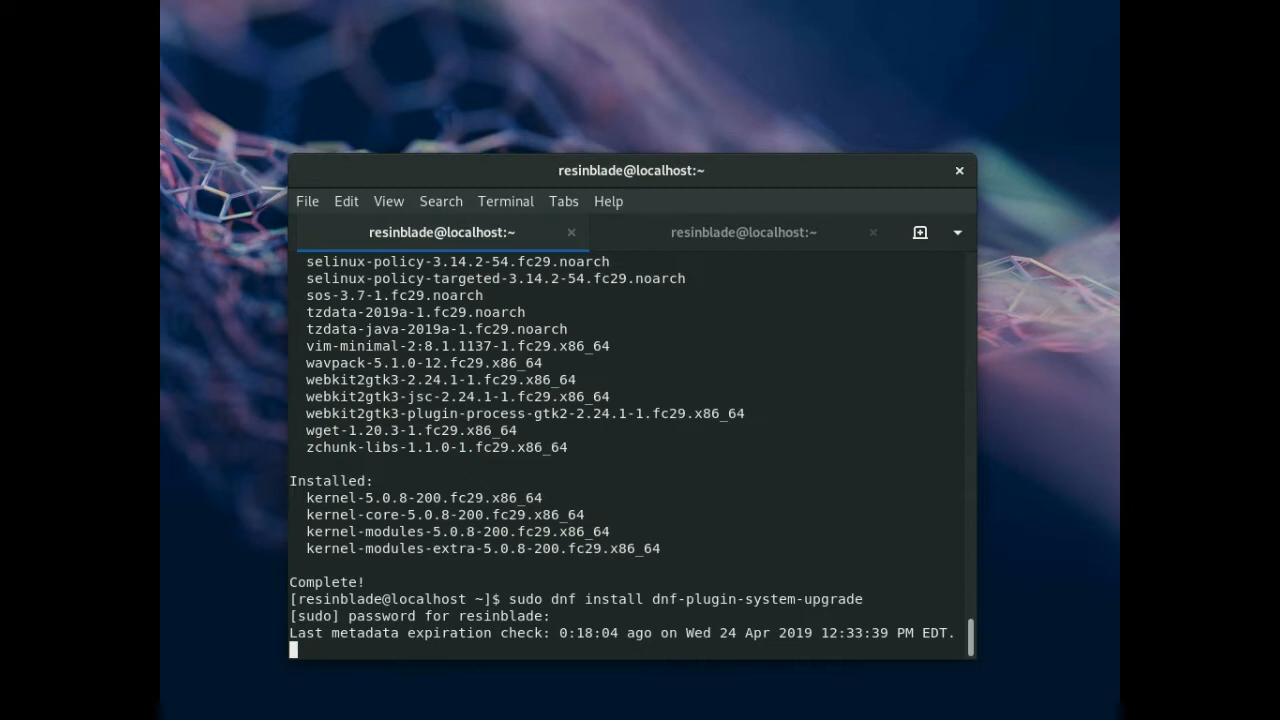 resinblade@localhost:~
File Edit View Search Terminal Tabs Help
resinblade@localhost:~ resinblade@localhost:~
selinux-policy-3.14.2-54.fc29.noarch
selinux-policy-targeted-3.14.2-54.fc29.noarch
sos-3.7-1.fc29.noarch
tzdata-2019a-1.fc29.noarch
tzdata-java-2019a-1.fc29.noarch
vim-minimal-2:8.1.1137-1.fc29.x86_64
wavpack-5.1.0-12.fc29.x86_64
webkit2gtk3-2.24.1-1.fc29.x86_64
webkit2gtk3-jsc-2.24.1-1.fc29.x86_64
webkit2gtk3-plugin-process-gtk2-2.24.1-1.fc29.x86_64
wget-1.20.3-1.fc29.x86_64
zchunk-libs-1.1.0-1.fc29.x86_64
Installed:
kernel-5.0.8-200.fc29.x86_64
kernel-core-5.0.8-200.fc29.x86_64
kernel-modules-5.0.8-200.fc29.x86_64
kernel-modules-extra-5.0.8-200.fc29.x86_64
Complete!
[resinblade@localhost ~]$ sudo dnf install dnf-plugin-system-upgrade
[sudo] password for resinblade:
Last metadata expiration check: 0:18:04 ago on Wed 24 Apr 2019 12:33:39 PM EDT.